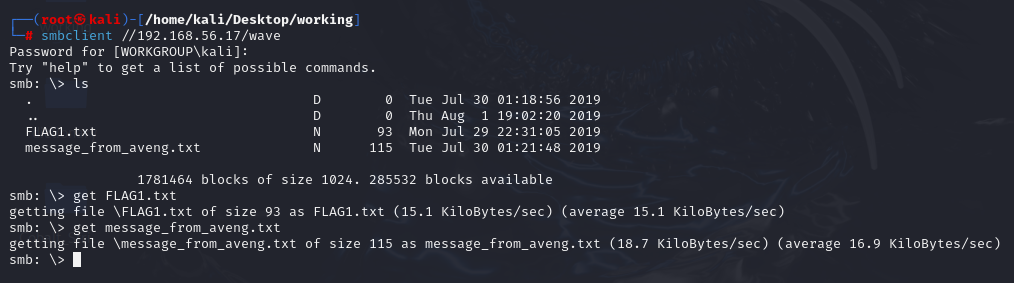 ┌──(root㉿kali)-[/home/kali/Desktop/working]
└─# smbclient //192.168.56.17/wave
Password for [WORKGROUP\kali]:
Try "help" to get a list of possible commands.
smb: \> ls
  .                                   D        0  Tue Jul 30 01:18:56 2019
  ..                                  D        0  Thu Aug  1 19:02:20 2019
  FLAG1.txt                           N       93  Mon Jul 29 22:31:05 2019
  message_from_aveng.txt              N      115  Tue Jul 30 01:21:48 2019
                1781464 blocks of size 1024. 285532 blocks available
smb: \> get FLAG1.txt
getting file \FLAG1.txt of size 93 as FLAG1.txt (15.1 KiloBytes/sec) (average 15.1 KiloBytes/sec)
smb: \> get message_from_aveng.txt
getting file \message_from_aveng.txt of size 115 as message_from_aveng.txt (18.7 KiloBytes/sec) (average 16.9 KiloBytes/sec)
smb: \>